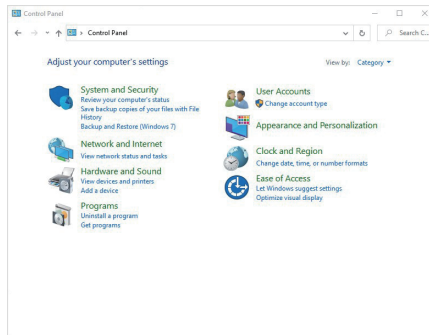 Control Panel
Control Panel
Search C...
Adjust your computer's settings
View by: Category
System and Security
Review your computer's status
Save backup copies of your files with File
History
Backup and Restore (Windows 7)
Network and Internet
View network status and tasks
Hardware and Sound
View devices and printers
Add a device
Programs
Uninstall a program
Get programs
User Accounts
Change account type
Appearance and Personalization
Clock and Region
Change date, time, or number formats
Ease of Access
Let Windows suggest settings
Optimize visual display